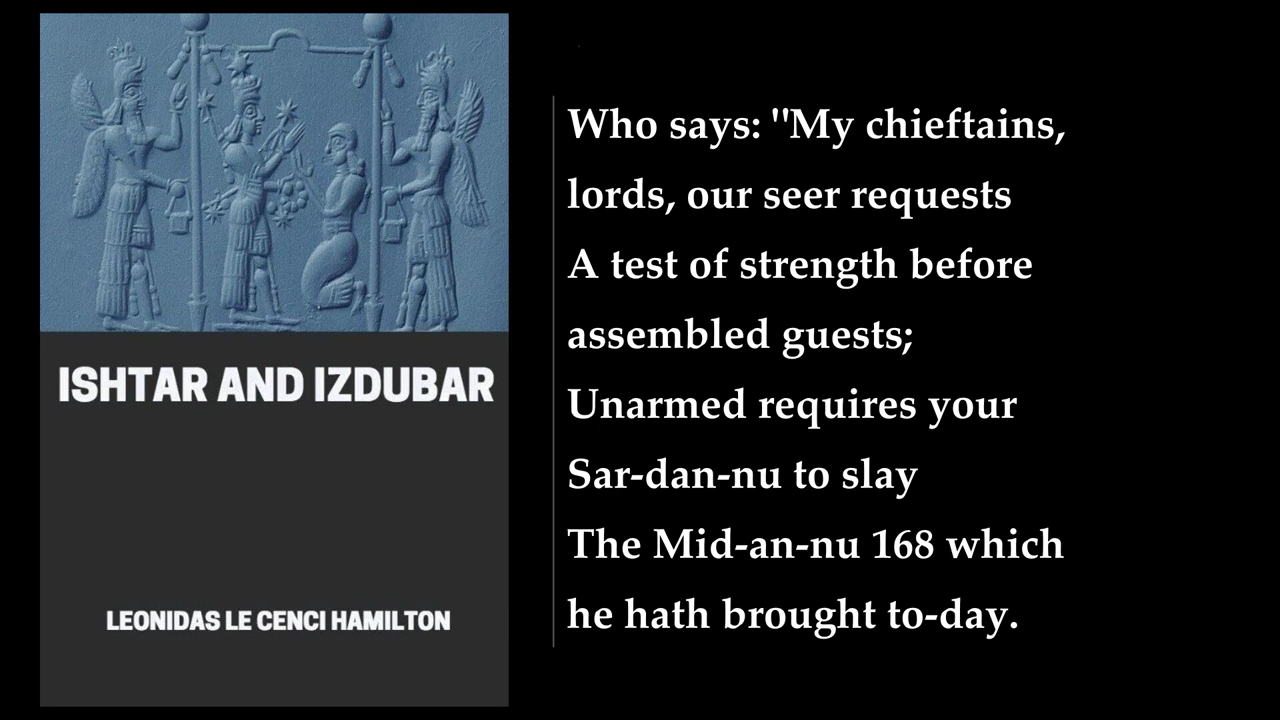 ISHTAR AND IZDUBAR
LEONIDAS LE CENCI HAMILTON
Who says: "My chieftains,
lords, our seer requests
A test of strength before
assembled guests;
Unarmed requires your
Sar-dan-nu to slay
The Mid-an-nu 168 which
he hath brought to-day.